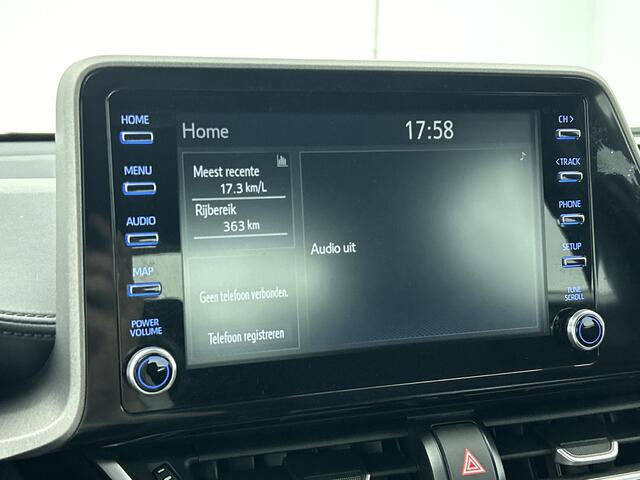 HOME
MENU
AUDIO
MAP
POWER
VOLUME
Home 17:58
Meest recente
17.3 km/L
Rijbereik
363 km
Geen telefoon verbonden.
Telefoon registreren
Audio uit
CH >
< TRACK
PHONE
SETUP
TUNE
SCROLL